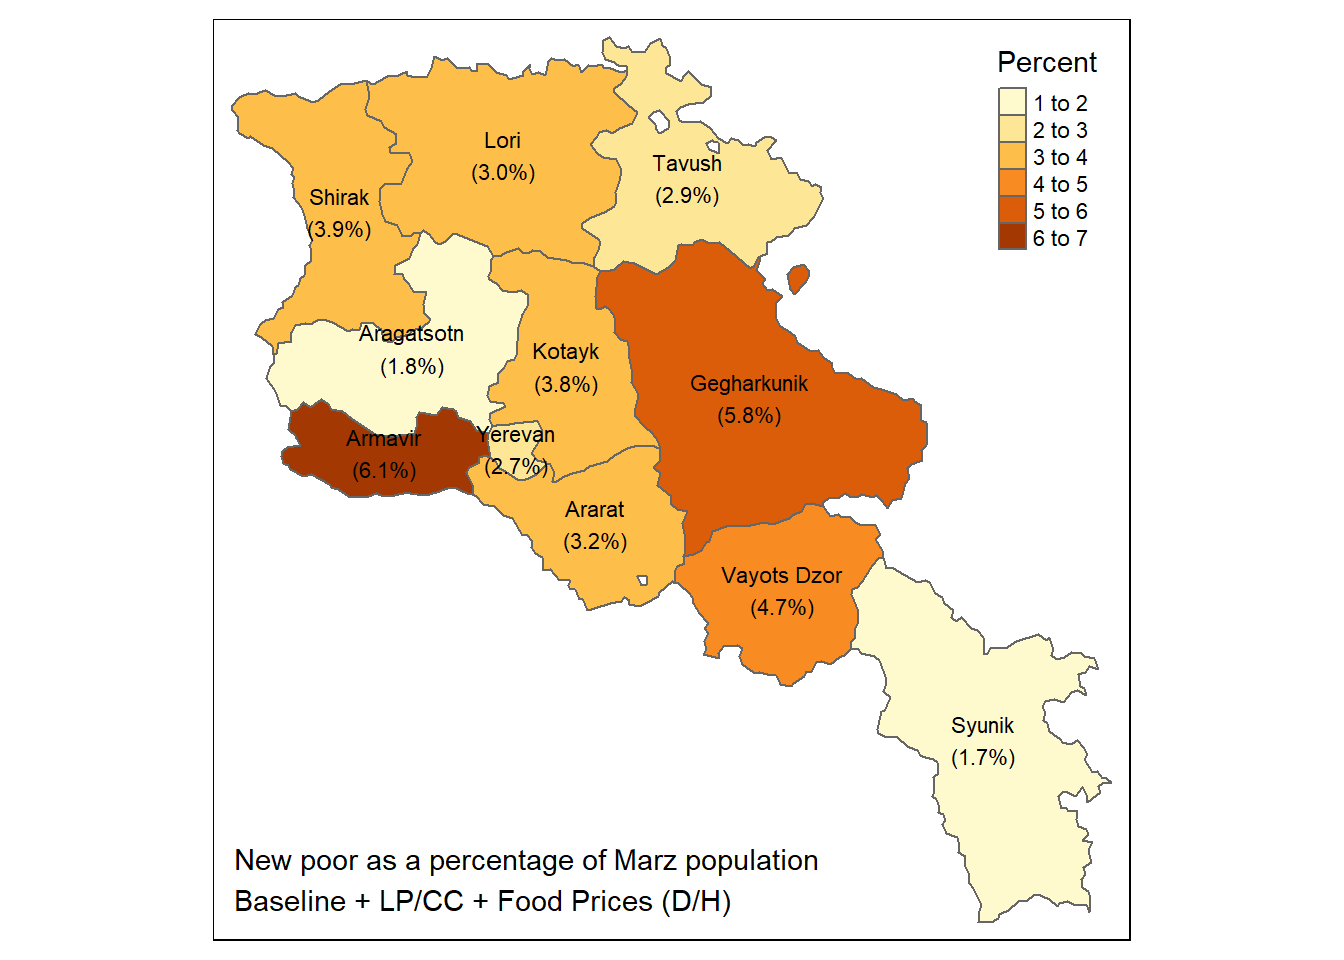 Percent
1 to 2
2 to 3
3 to 4
4 to 5
5 to 6
6 to 7
Lori
(3.0%)
Tavush
(2.9%)
Shirak
(3.9%)
Aragatsotn
(1.8%)
Kotayk
(3.8%)
Gegharkunik
(5.8%)
Armavir
(6.1%)
Yerevan
(2.7%)
Ararat
(3.2%)
Vayots Dzor
(4.7%)
Syunik
(1.7%)
New poor as a percentage of Marz population
Baseline + LP/CC + Food Prices (D/H)